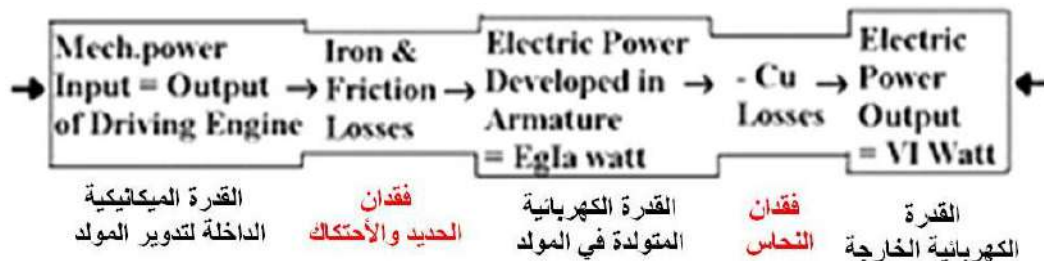 Mech.power
Input = Output
of Driving Engine
Iron &
Friction
Losses
Electric Power
Developed in
Armature
= EgIa watt
- Cu
Losses
Electric
Power
Output
= VI Watt
القدرة الميكانيكية
الداخلة لتدوير المولد
فقدان
الحديد والأحتكاك
القدرة الكهربائية
المتولدة في المولد
فقدان
النحاس
القدرة
الكهربائية الخارجة